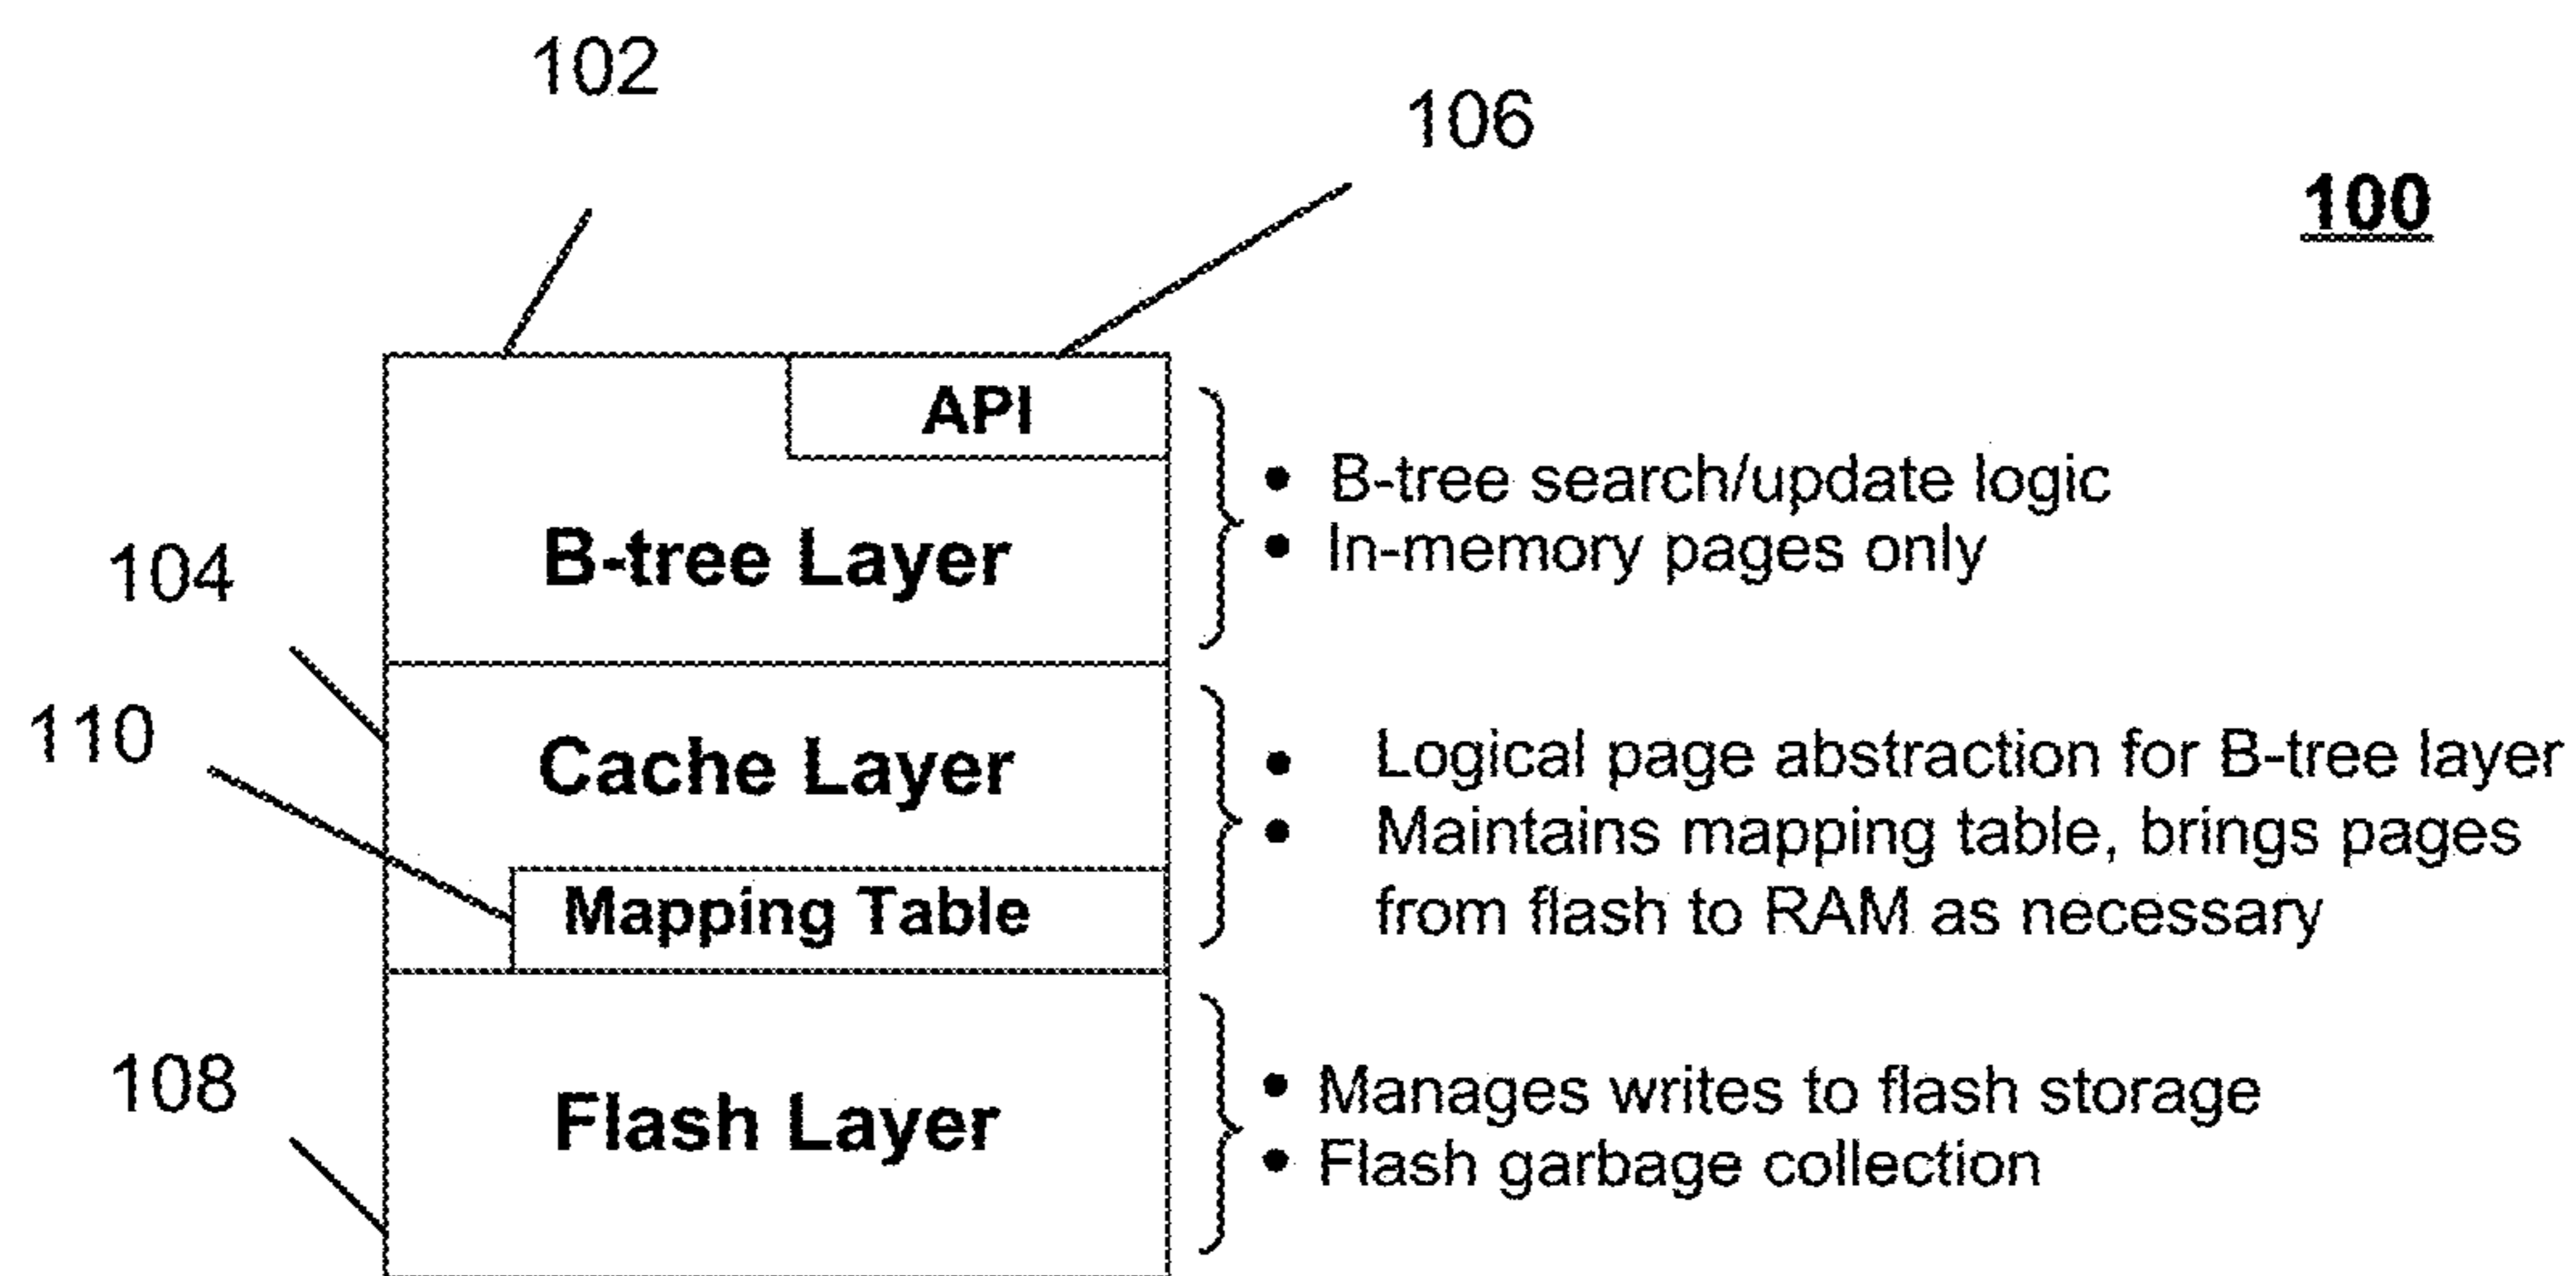 102
106
100
API
• B-tree search/update logic
B-tree Layer
• In-memory pages only
104
110
Cache Layer
• Logical page abstraction for B-tree layer
• Maintains mapping table, brings pages
from flash to RAM as necessary
Mapping Table
108
Flash Layer
• Manages writes to flash storage
• Flash garbage collection